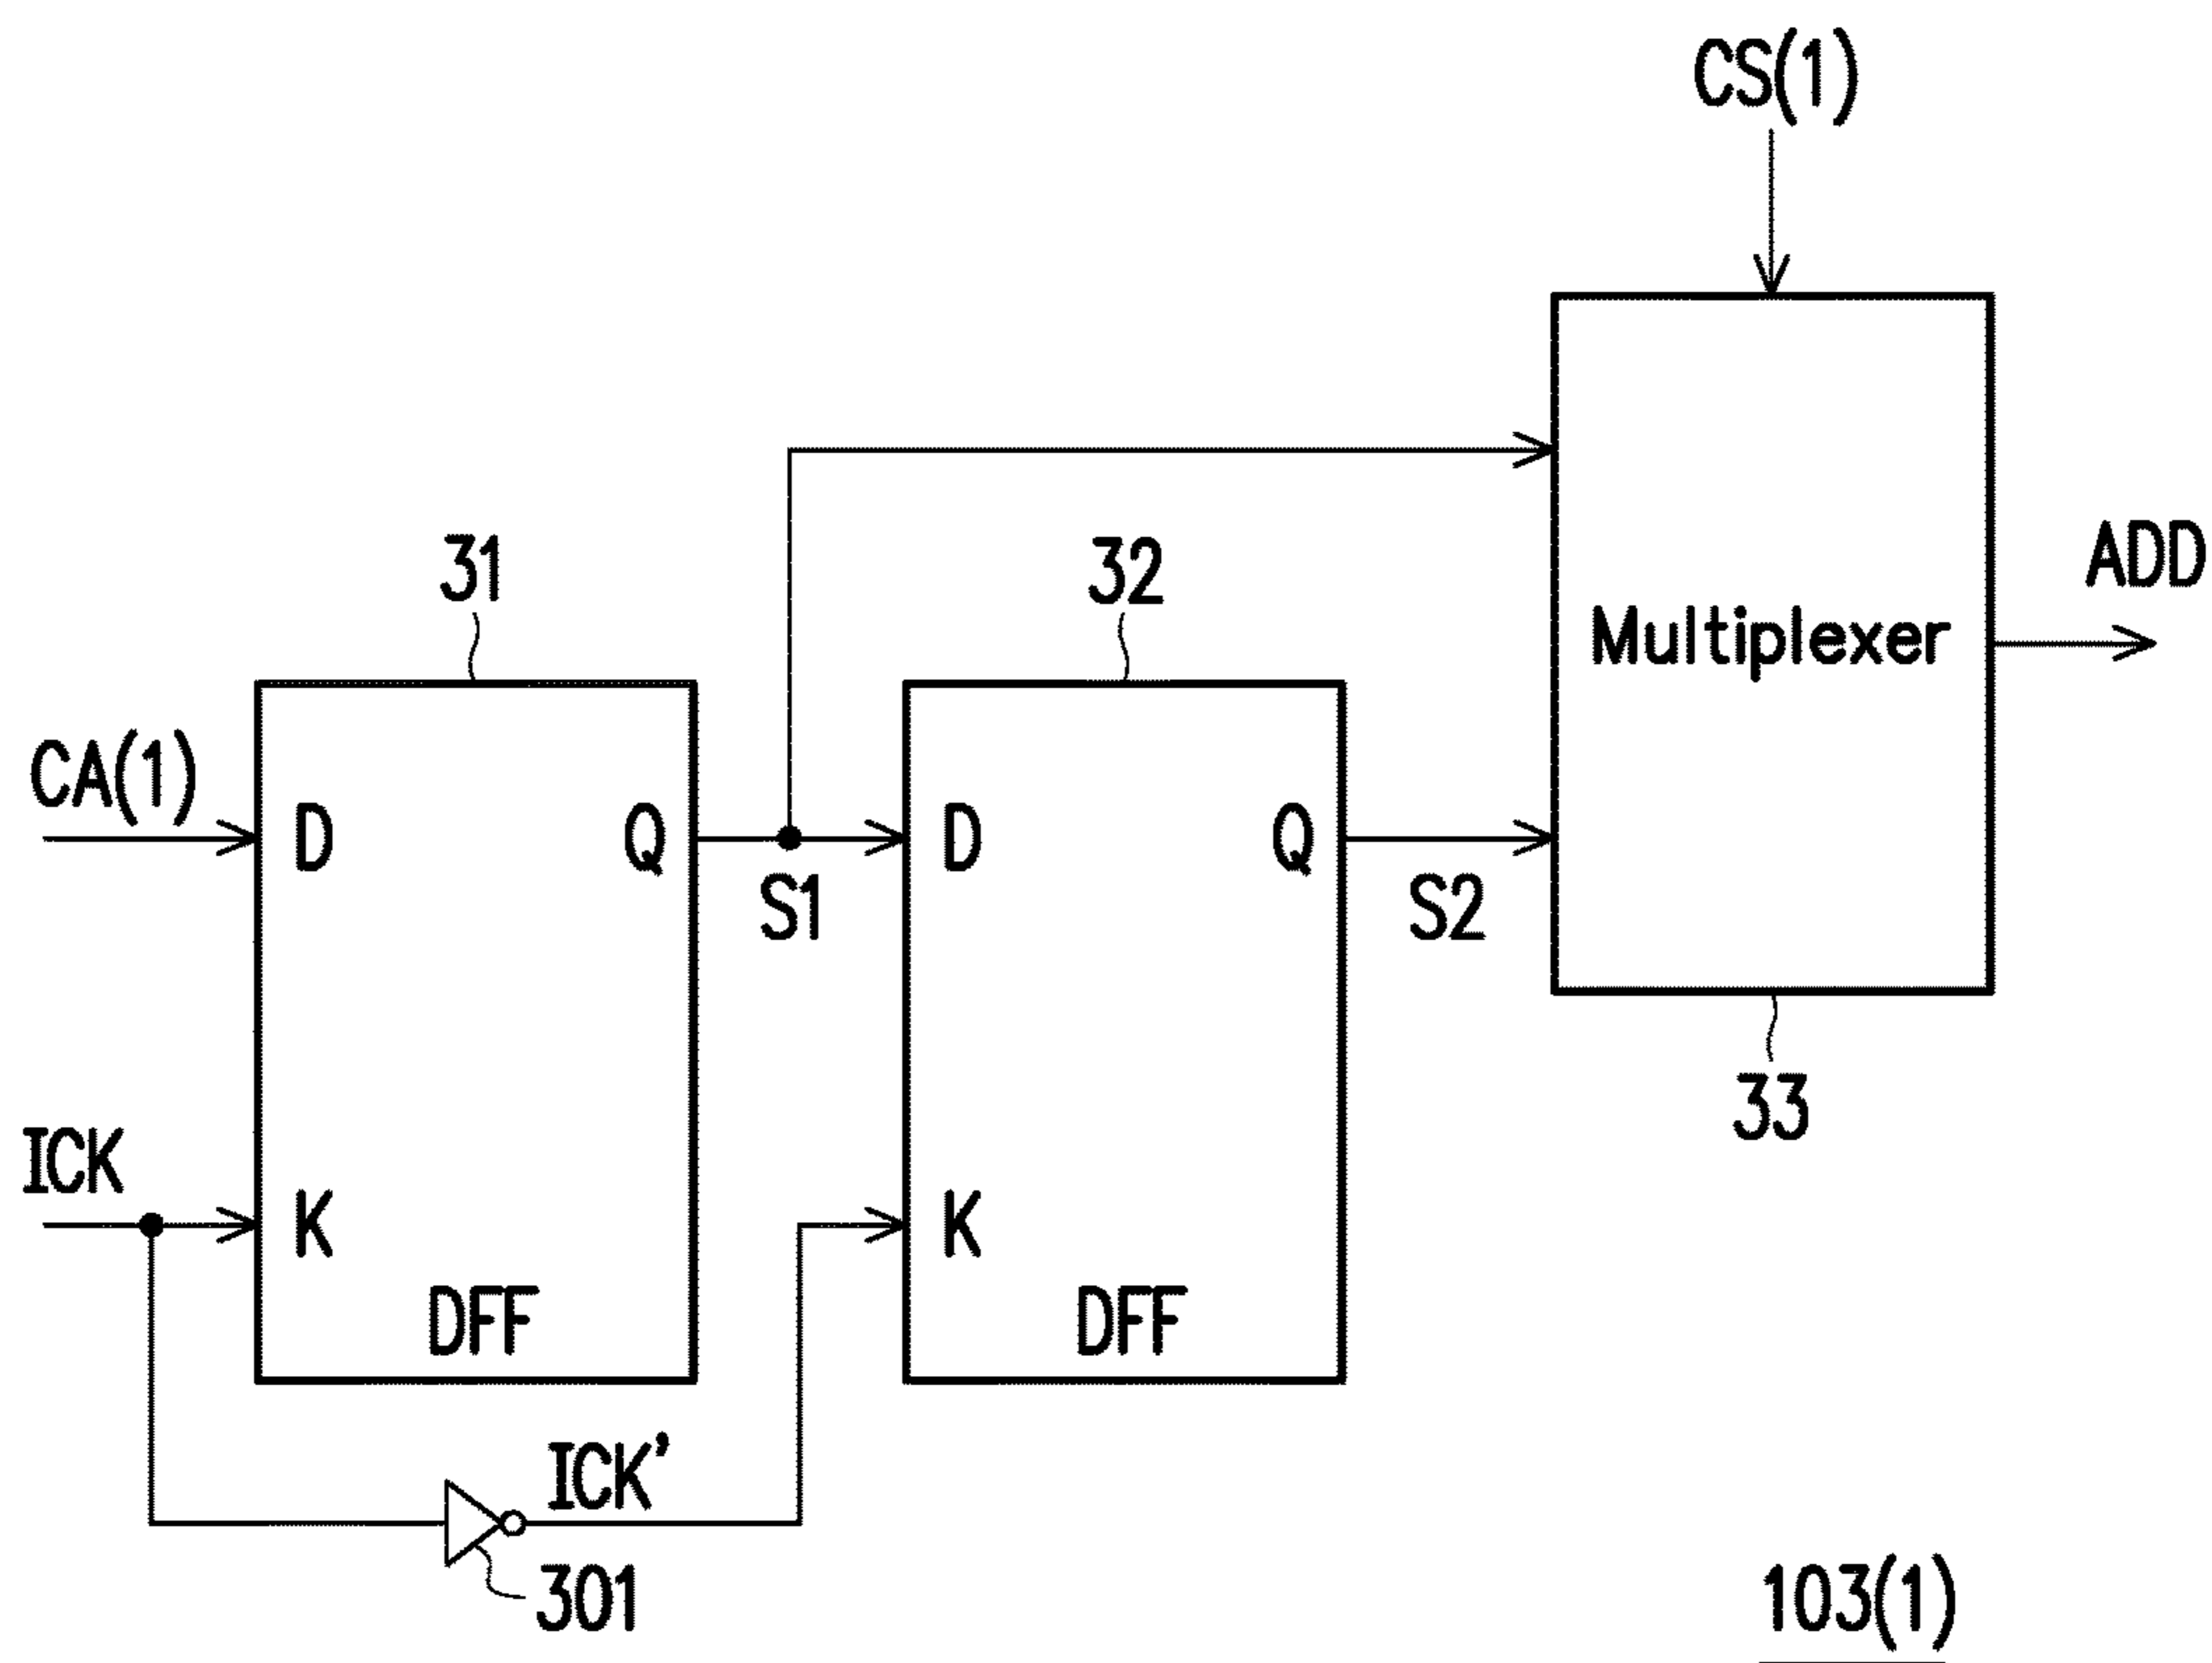 CS(1)
ADD
Multiplexer
31
32
CA(1)
D
Q
D
Q
S1
S2
33
ICK
K
K
DFF
DFF
ICK'
301
103(1)